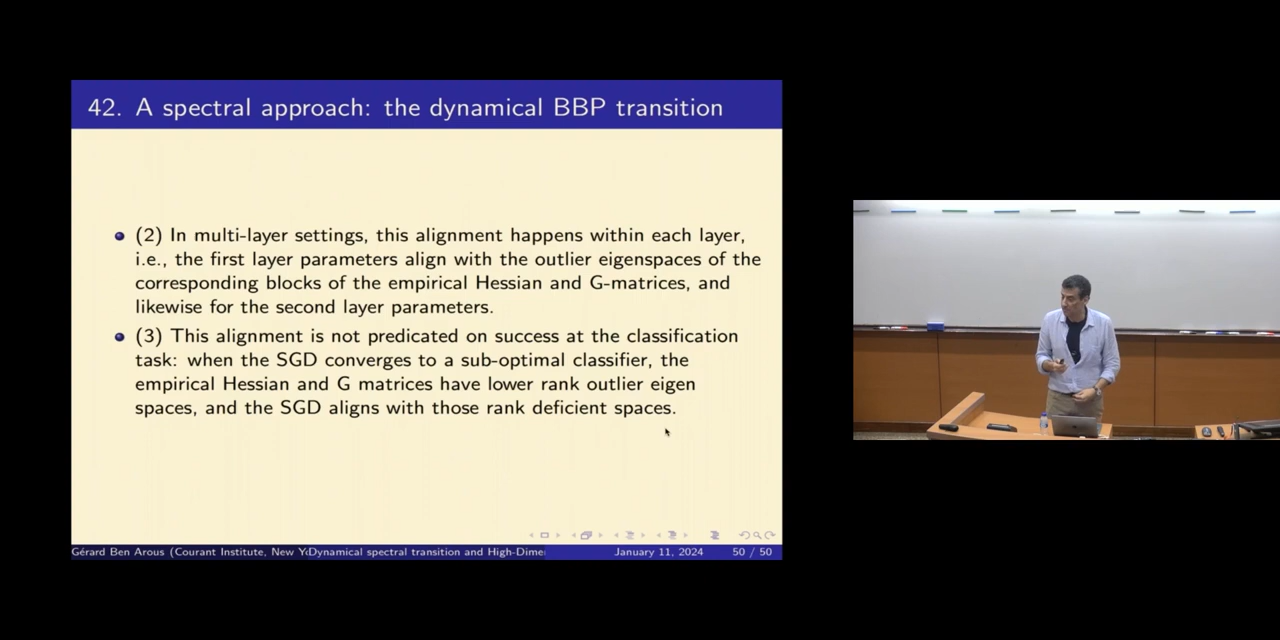 42. A spectral approach: the dynamical BBP transition
(2) In multi-layer settings, this alignment happens within each layer,
i.e., the first layer parameters align with the outlier eigenspaces of the
corresponding blocks of the empirical Hessian and G-matrices, and
likewise for the second layer parameters.
(3) This alignment is not predicated on success at the classification
task: when the SGD converges to a sub-optimal classifier, the
empirical Hessian and G matrices have lower rank outlier eigen
spaces, and the SGD aligns with those rank deficient spaces.
Gérard Ben Arous (Courant Institute, New Yo Dynamical spectral transition and High-Dimen January 11, 2024 50 / 50